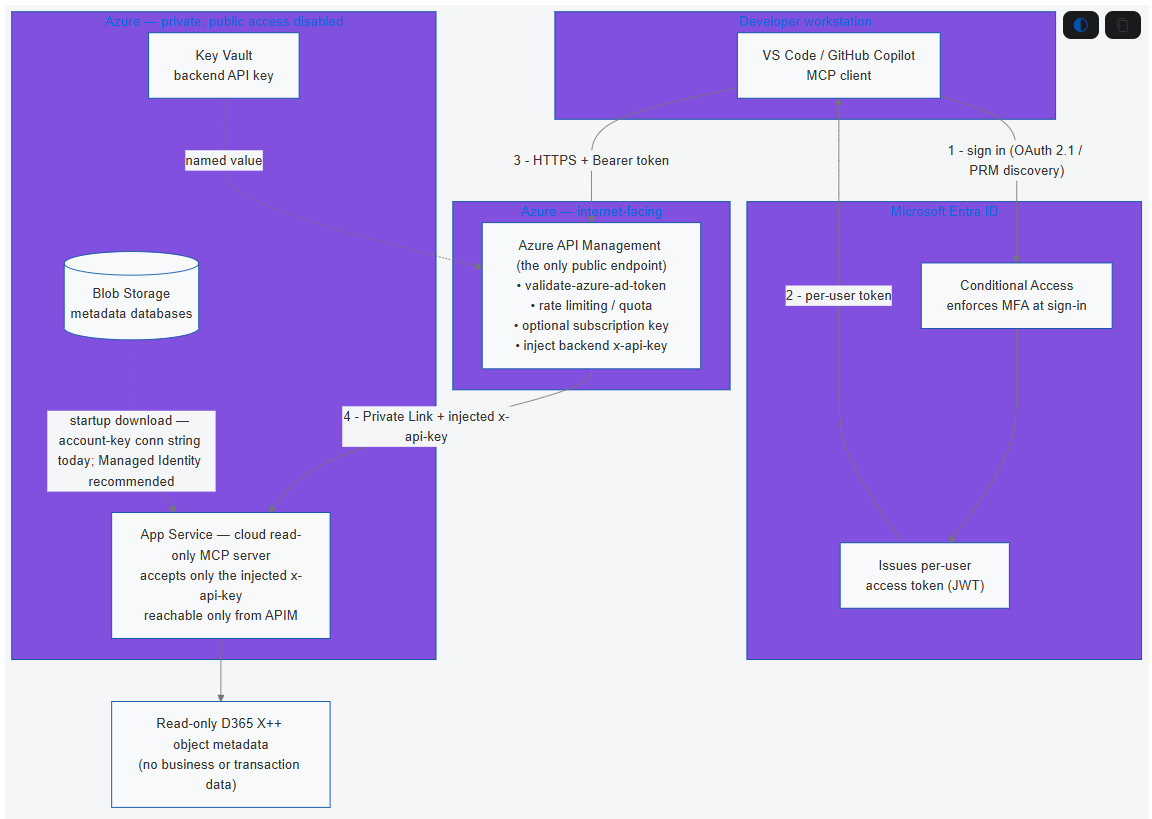 Azure — private, public access disabled
Key Vault
backend API key
named value
Blob Storage
metadata databases
startup download —
account-key conn string
today; Managed Identity
recommended
App Service — cloud read-
only MCP server
accepts only the injected x-
api-key
reachable only from APIM
Read-only D365 X++
object metadata
(no business or transaction
data)
Developer workstation
VS Code / GitHub Copilot
MCP client
3 - HTTPS + Bearer token
1 - sign in (OAuth 2.1 /
PRM discovery)
Azure — internet-facing
Azure API Management
(the only public endpoint)
• validate-azure-ad-token
• rate limiting / quota
• optional subscription key
• inject backend x-api-key
4 - Private Link + injected x-
api-key
Microsoft Entra ID
2 - per-user token
Conditional Access
enforces MFA at sign-in
Issues per-user
access token (JWT)